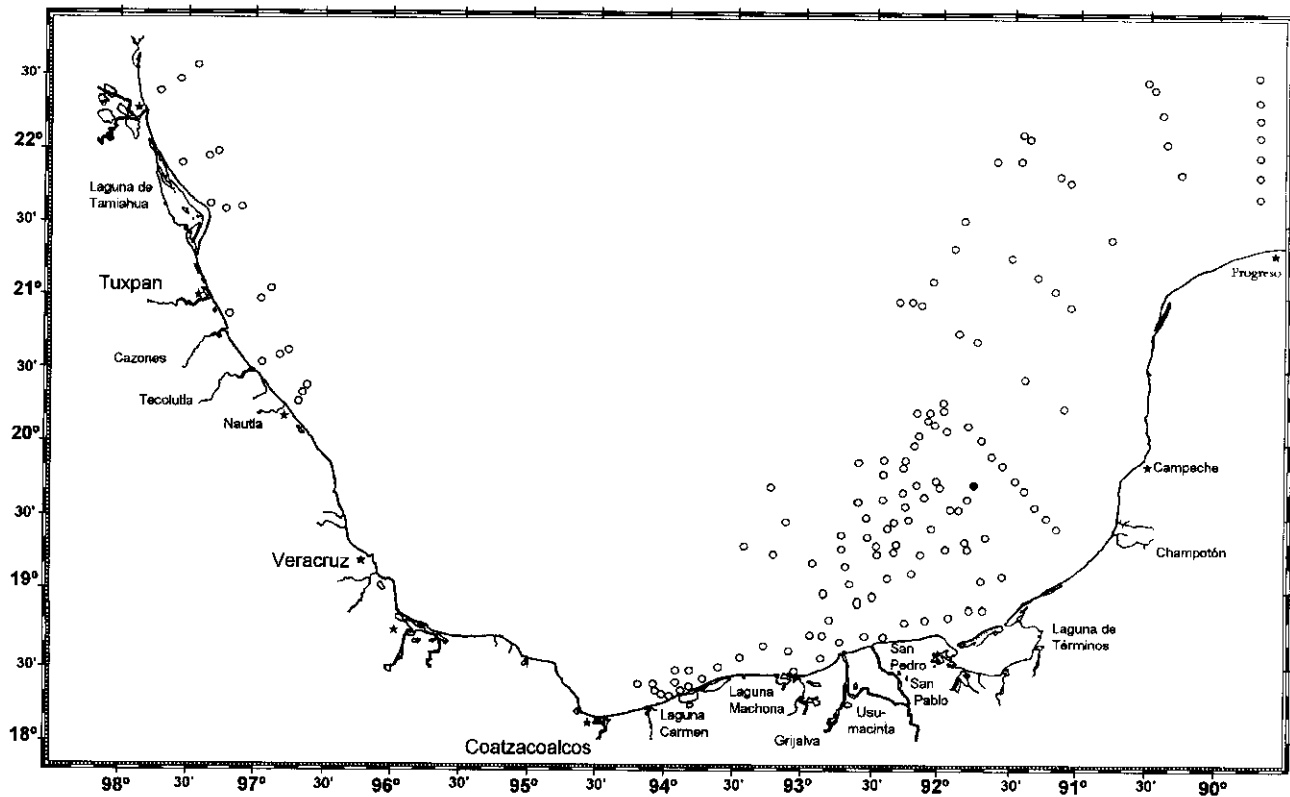 30'
22°
Laguna de
Tamiahua
30'
Tuxpan
21°
Progreso
Cazones
30'
Tecolutla
Nautla
20°
Campeche
30'
Champotón
Veracruz
19°
Laguna de
Términos
30'
San
Pedro
San
Pablo
Laguna
Machona
Laguna
Carmen
Usu-
macinta
Grijalva
18°
Coatzacoalcos
98° 30' 97° 30' 96° 30' 95° 30' 94° 30' 93° 30' 92° 30' 91° 30' 90°